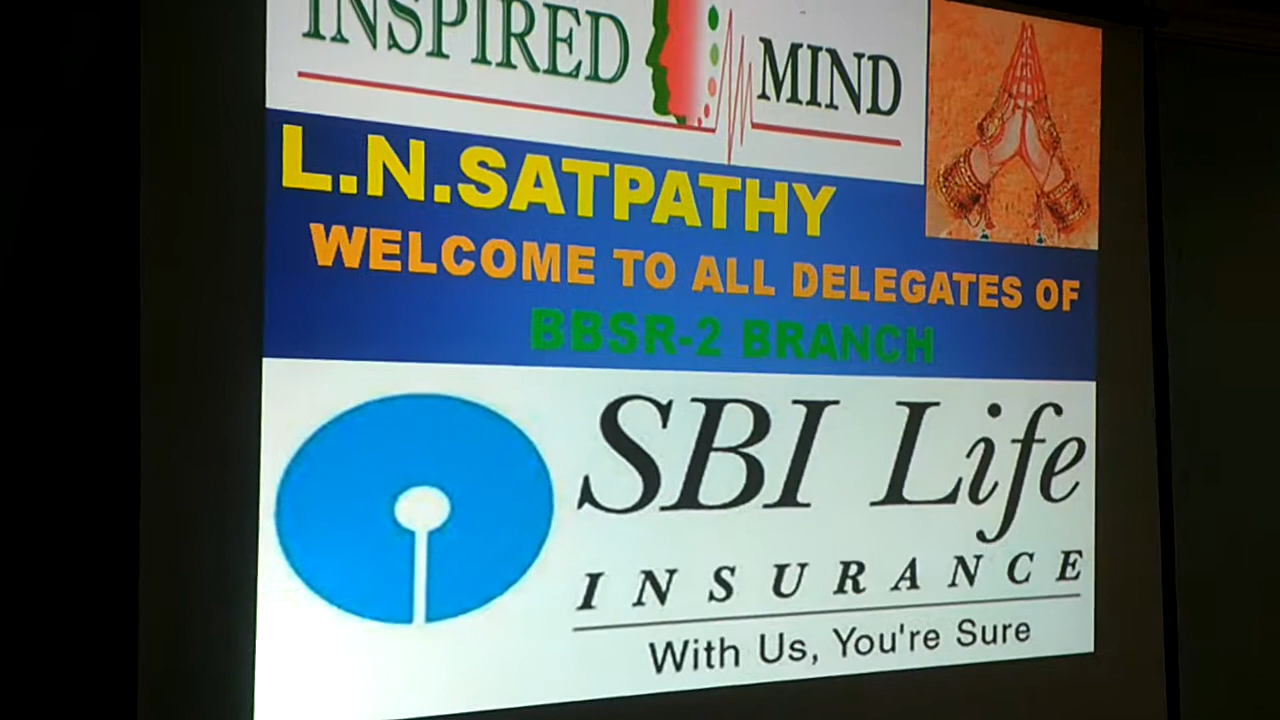 INSPIRED MIND
L.N.SATPATHY
WELCOME TO ALL DELEGATES OF
BBSR-2 BRANCH
SBI Life
INSURANCE
With Us, You're Sure